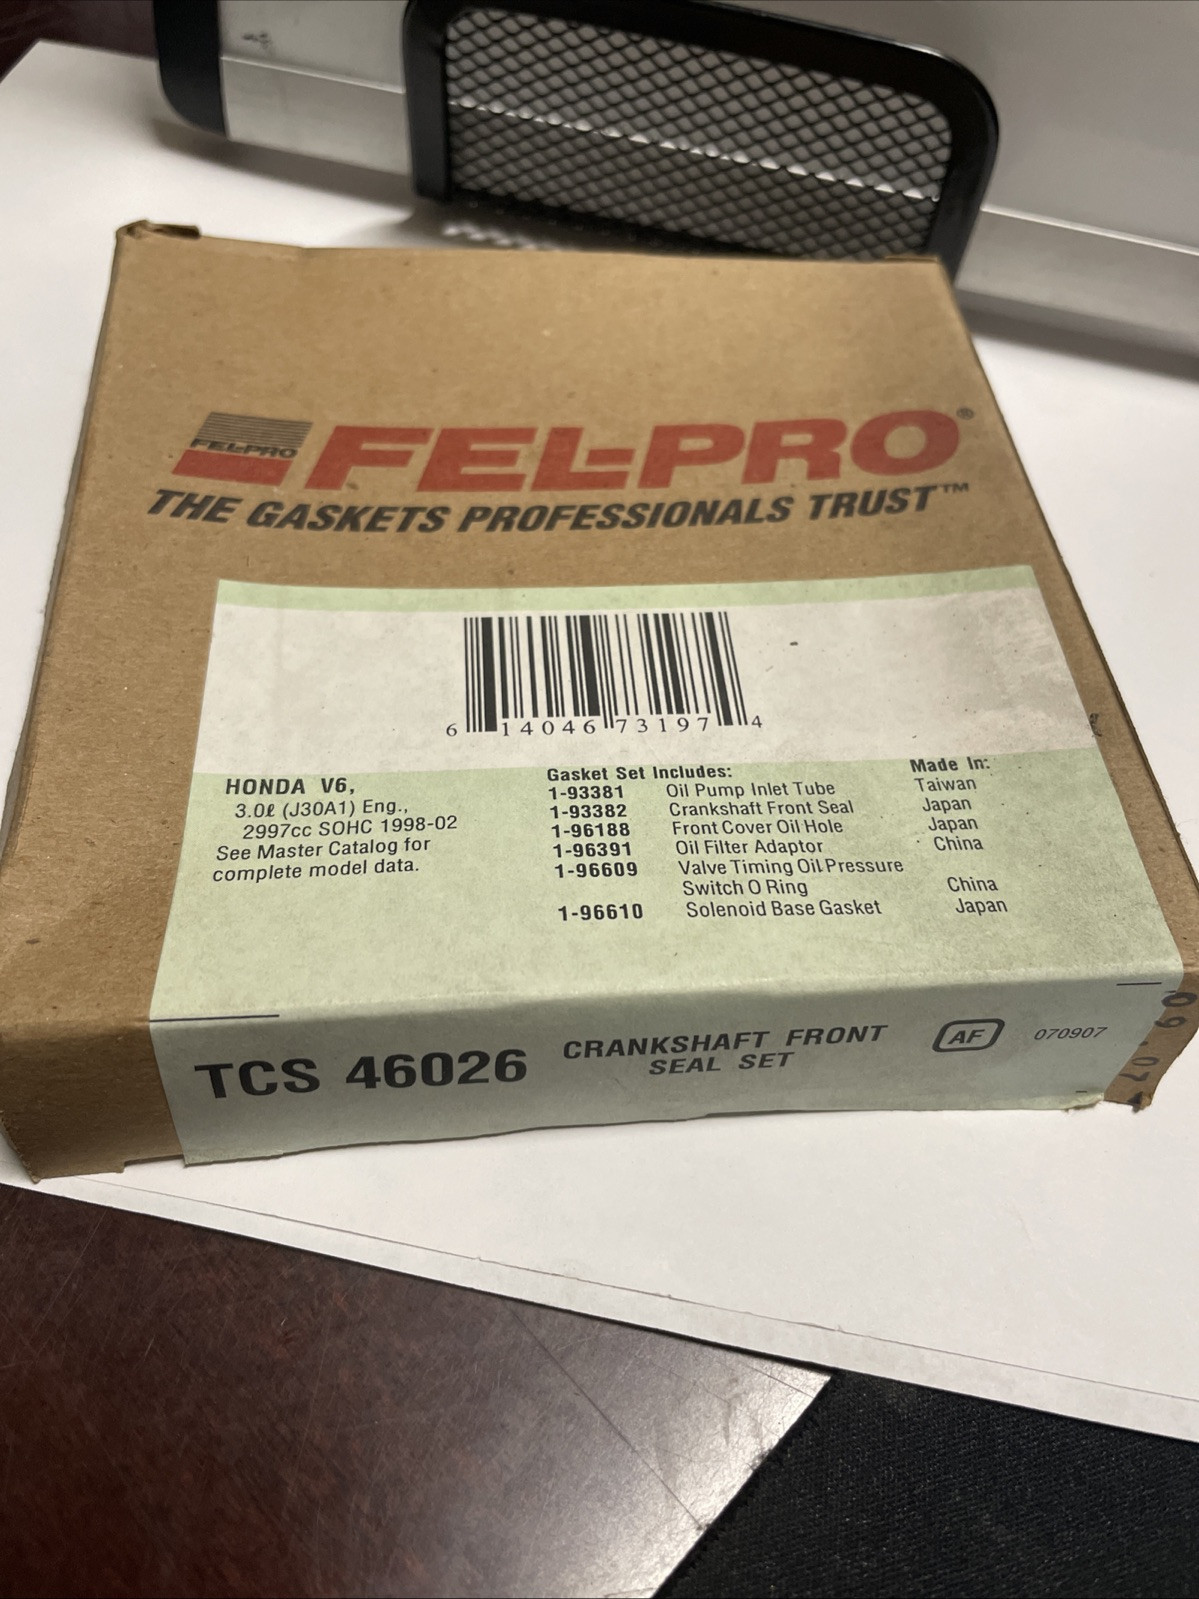 FEL-PRO
FEL-PRO®
THE GASKETS PROFESSIONALS TRUST™
6 14046 73197 4
HONDA V6,
3.0ℓ (J30A1) Eng.,
2997cc SOHC 1998-02
See Master Catalog for
complete model data.
Gasket Set Includes: Made In:
1-93381 Oil Pump Inlet Tube Taiwan
1-93382 Crankshaft Front Seal Japan
1-96188 Front Cover Oil Hole Japan
1-96391 Oil Filter Adaptor China
1-96609 Valve Timing Oil Pressure
Switch O Ring China
1-96610 Solenoid Base Gasket Japan
TCS 46026 CRANKSHAFT FRONT
SEAL SET
AF
070907